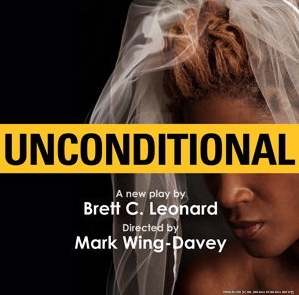 UNCONDITIONAL
A new play by
Brett C. Leonard
Directed by
Mark Wing-Davey